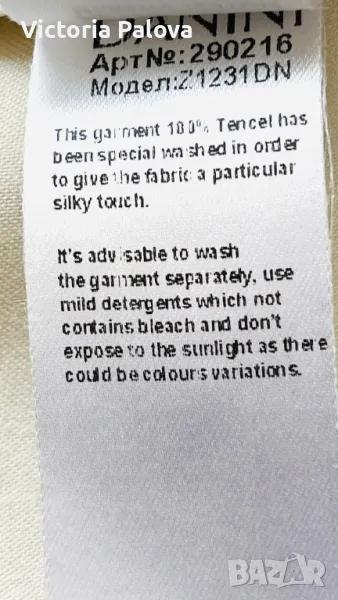 Victoria Palova
DANINI
Арт№:290216
Модел:Z1231DN
This garment 100% Tencel has
been special washed in order
to give the fabric a particular
silky touch.
It's advisable to wash
the garment separately, use
mild detergents which not
contains bleach and don't
expose to the sunlight as there
could be colours variations.
BAZAR